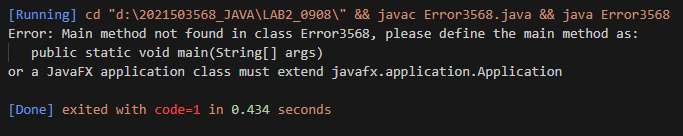 [Running] cd "d:\2021503568_JAVA\LAB2_0908\" && javac Error3568.java && java Error3568
Error: Main method not found in class Error3568, please define the main method as:
   public static void main(String[] args)
or a JavaFX application class must extend javafx.application.Application
[Done] exited with code=1 in 0.434 seconds